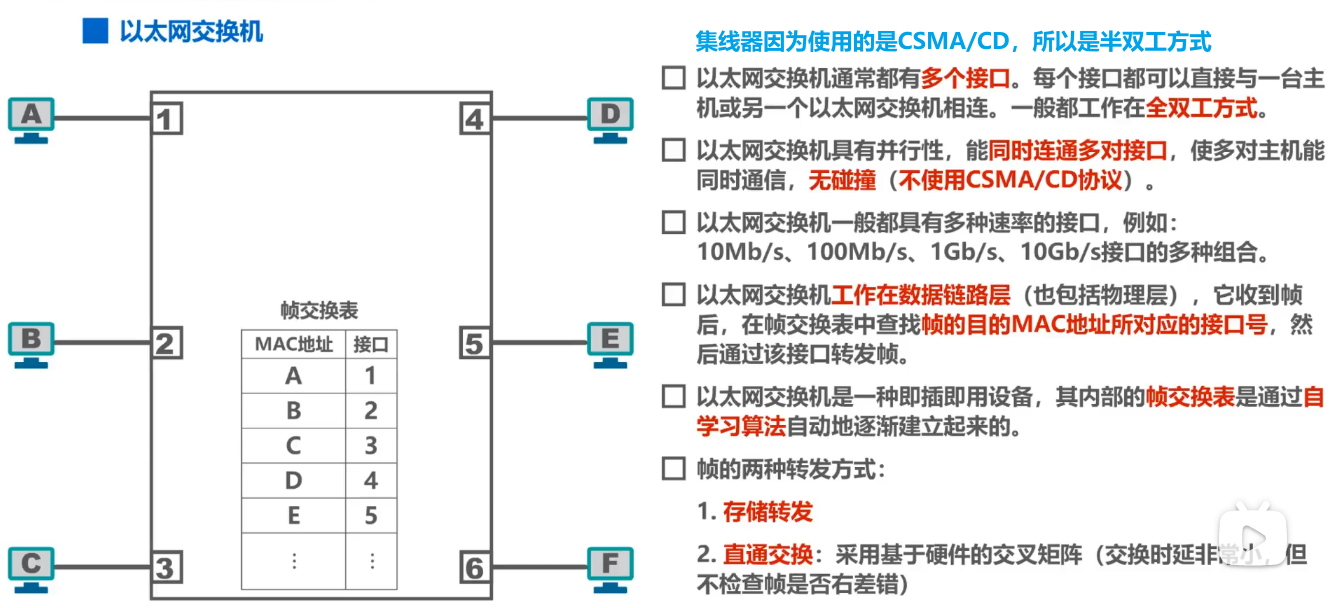 以太网交换机
集线器因为使用的是CSMA/CD，所以是半双工方式
A
1
4
D
B
2
5
E
C
3
6
F
帧交换表
MAC地址 接口
A 1
B 2
C 3
D 4
E 5
⋮ ⋮
以太网交换机通常都有多个接口。每个接口都可以直接与一台主
机或另一个以太网交换机相连。一般都工作在全双工方式。
以太网交换机具有并行性，能同时连通多对接口，使多对主机能
同时通信，无碰撞（不使用CSMA/CD协议）。
以太网交换机一般都具有多种速率的接口，例如：
10Mb/s、100Mb/s、1Gb/s、10Gb/s接口的多种组合。
以太网交换机工作在数据链路层（也包括物理层），它收到帧
后，在帧交换表中查找帧的目的MAC地址所对应的接口号，然
后通过该接口转发帧。
以太网交换机是一种即插即用设备，其内部的帧交换表是通过自
学习算法自动地逐渐建立起来的。
帧的两种转发方式：
1. 存储转发
2. 直通交换：采用基于硬件的交叉矩阵（交换时延非常小，但
不检查帧是否右差错）